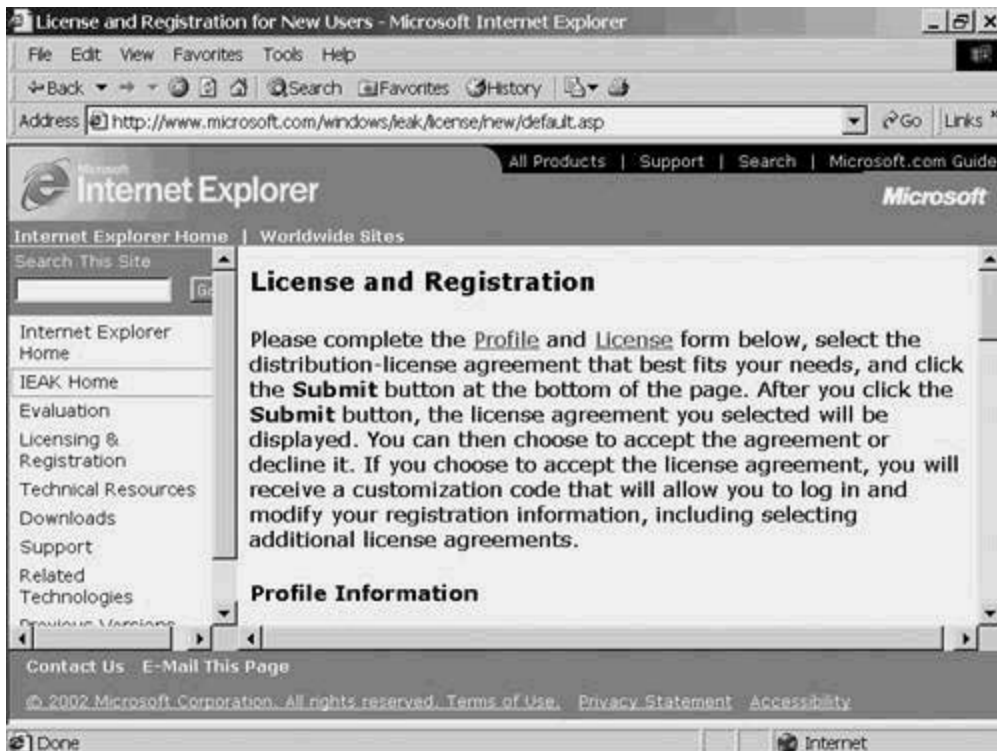 License and Registration for New Users - Microsoft Internet Explorer
File Edit View Favorites Tools Help
Back Search Favorites History
Address http://www.microsoft.com/windows/ieak/license/new/default.asp Go Links
All Products | Support | Search | Microsoft.com Guide
Microsoft
Internet Explorer
Microsoft
Internet Explorer Home | Worldwide Sites
Search This Site
Internet Explorer
Home
IEAK Home
Evaluation
Licensing &
Registration
Technical Resources
Downloads
Support
Related
Technologies
Previous Versions
License and Registration
Please complete the Profile and License form below, select the
distribution-license agreement that best fits your needs, and click
the Submit button at the bottom of the page. After you click the
Submit button, the license agreement you selected will be
displayed. You can then choose to accept the agreement or
decline it. If you choose to accept the license agreement, you will
receive a customization code that will allow you to log in and
modify your registration information, including selecting
additional license agreements.
Profile Information
Contact Us E-Mail This Page
© 2002 Microsoft Corporation. All rights reserved. Terms of Use. Privacy Statement Accessibility
Done Internet